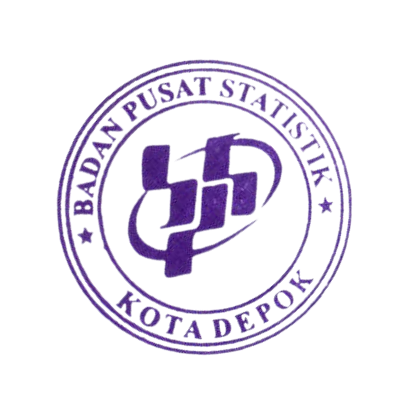 BADAN PUSAT STATISTIK
KOTA DEPOK